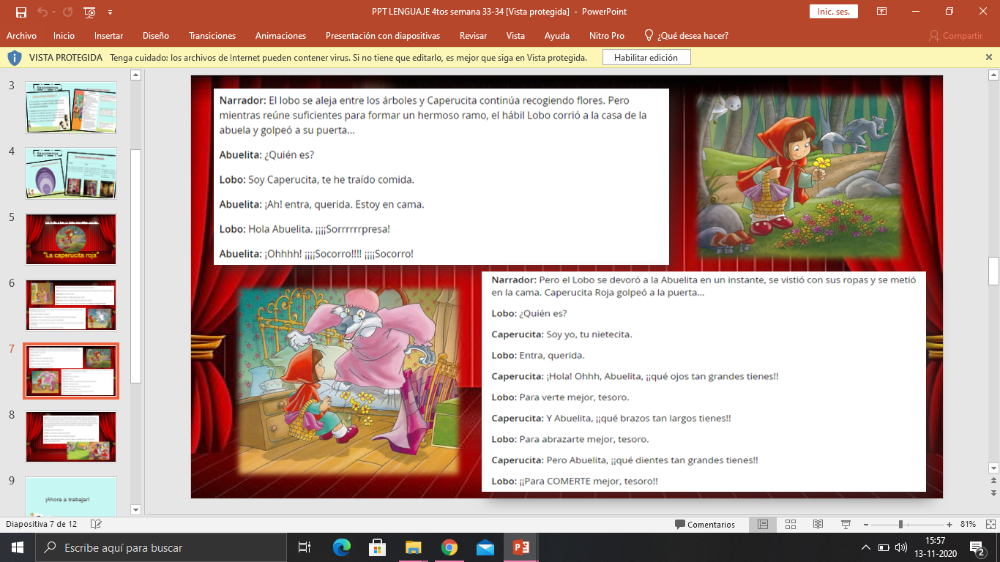 PPT LENGUAJE 4tos semana 33-34 [Vista protegida] - PowerPoint
Inic. ses.
Archivo Inicio Insertar Diseño Transiciones Animaciones Presentación con diapositivas Revisar Vista Ayuda Nitro Pro ¿Qué desea hacer? Compartir
VISTA PROTEGIDA Tenga cuidado: los archivos de Internet pueden contener virus. Si no tiene que editarlo, es mejor que siga en Vista protegida. Habilitar edición
3
4
5
"La caperucita roja"
6
7
8
9
¡Ahora a trabajar!
Narrador: El lobo se aleja entre los árboles y Caperucita continúa recogiendo flores. Pero
mientras reúne suficientes para formar un hermoso ramo, el hábil Lobo corrió a la casa de la
abuela y golpeó a su puerta...
Abuelita: ¿Quién es?
Lobo: Soy Caperucita, te he traído comida.
Abuelita: ¡Ah! entra, querida. Estoy en cama.
Lobo: Hola Abuelita. ¡¡¡¡Sorrrrrrpresa!
Abuelita: ¡Ohhhh! ¡¡¡¡Socorro!!!! ¡¡¡¡Socorro!
Narrador: Pero el Lobo se devoró a la Abuelita en un instante, se vistió con sus ropas y se metió
en la cama. Caperucita Roja golpeó a la puerta...
Lobo: ¿Quién es?
Caperucita: Soy yo, tu nietecita.
Lobo: Entra, querida.
Caperucita: ¡Hola! Ohhh, Abuelita, ¡¡qué ojos tan grandes tienes!!
Lobo: Para verte mejor, tesoro.
Caperucita: Y Abuelita, ¡¡qué brazos tan largos tienes!!
Lobo: Para abrazarte mejor, tesoro.
Caperucita: Pero Abuelita, ¡¡qué dientes tan grandes tienes!!
Lobo: ¡¡Para COMERTE mejor, tesoro!!
Diapositiva 7 de 12
Comentarios
81%
Escribe aquí para buscar
15:57
13-11-2020
2